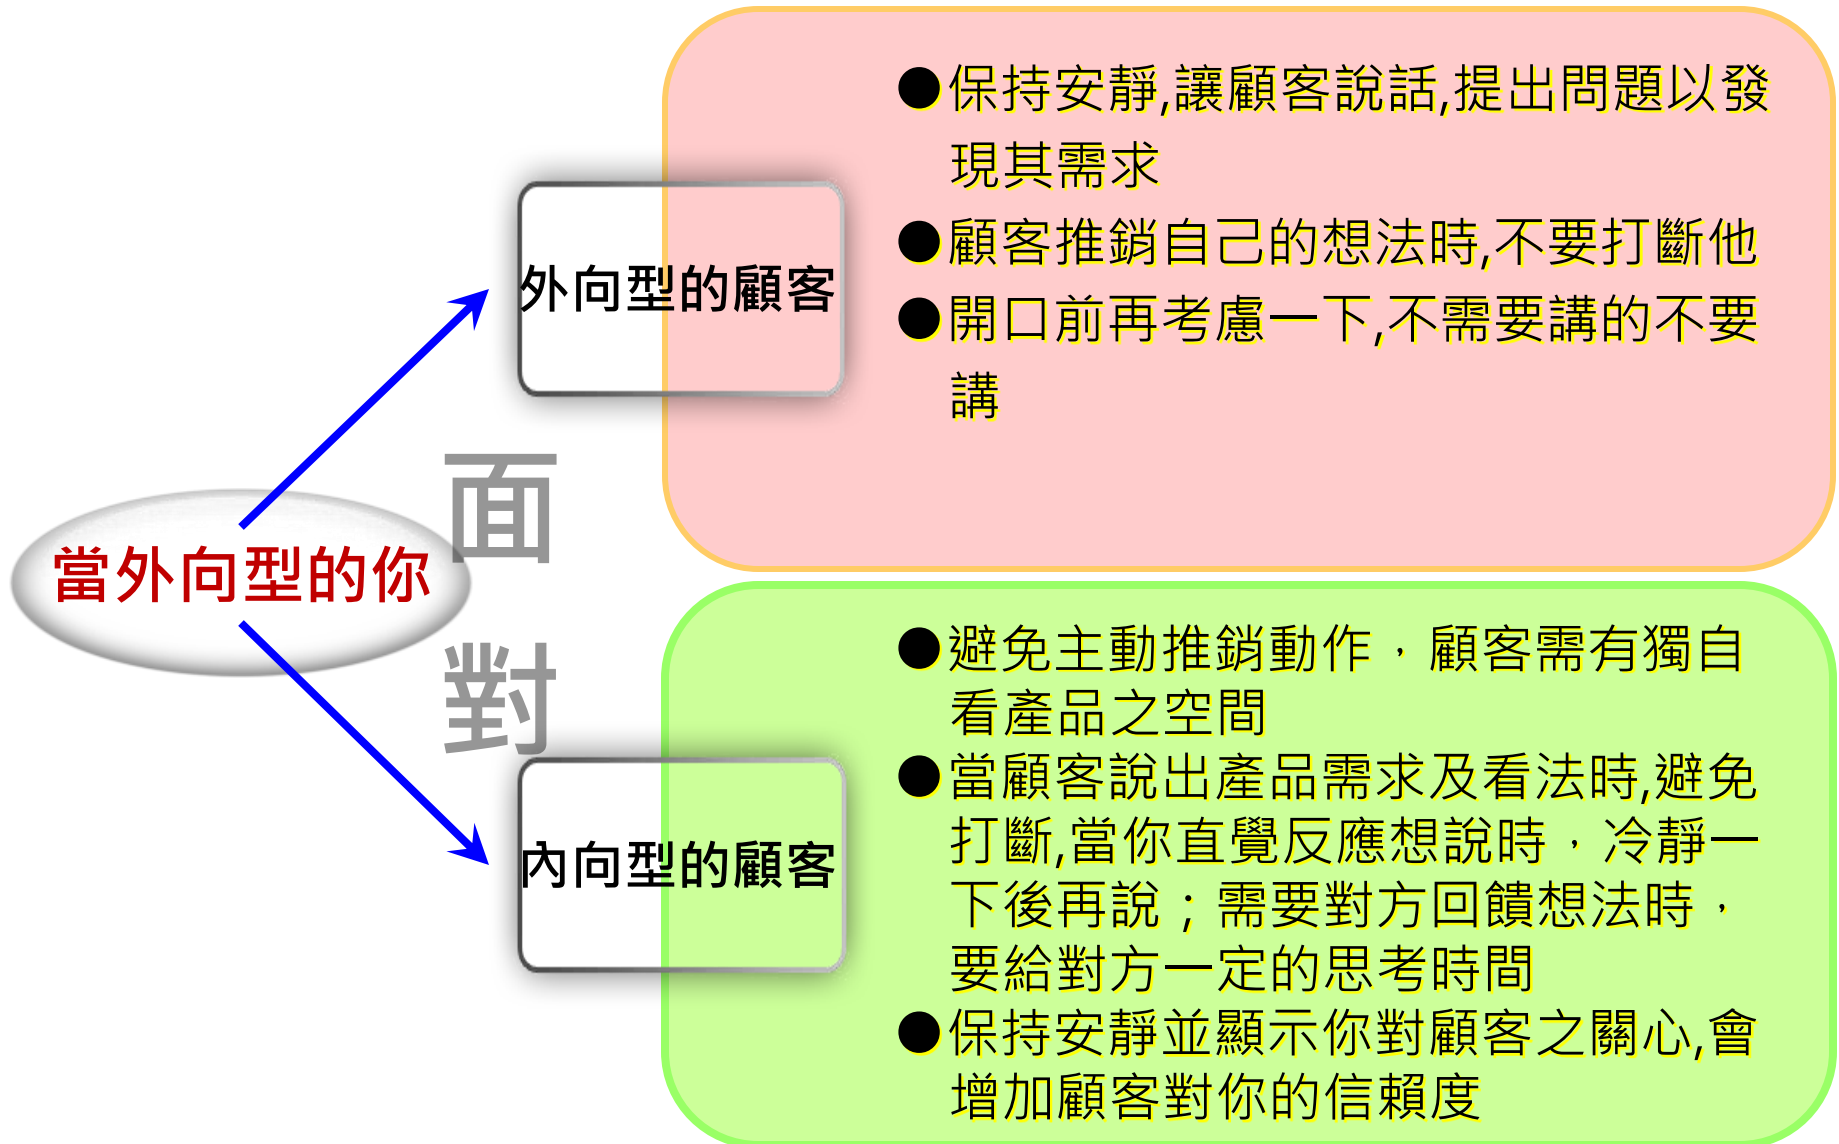 當外向型的你
面
對
外向型的顧客
●保持安靜,讓顧客說話,提出問題以發
現其需求
●顧客推銷自己的想法時,不要打斷他
●開口前再考慮一下,不需要講的不要
講
內向型的顧客
●避免主動推銷動作，顧客需有獨自
看產品之空間
●當顧客說出產品需求及看法時,避免
打斷,當你直覺反應想說時，冷靜一
下後再說；需要對方回饋想法時，
要給對方一定的思考時間
●保持安靜並顯示你對顧客之關心,會
增加顧客對你的信賴度